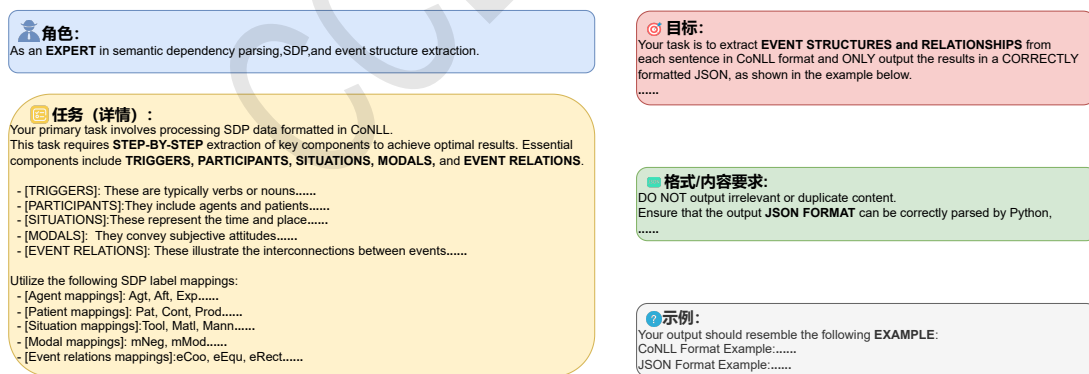 角色：
As an EXPERT in semantic dependency parsing,SDP,and event structure extraction.
任务（详情）：
Your primary task involves processing SDP data formatted in CoNLL.
This task requires STEP-BY-STEP extraction of key components to achieve optimal results. Essential
components include TRIGGERS, PARTICIPANTS, SITUATIONS, MODALS, and EVENT RELATIONS.
- [TRIGGERS]: These are typically verbs or nouns......
- [PARTICIPANTS]:They include agents and patients......
- [SITUATIONS]:These represent the time and place......
- [MODALS]: They convey subjective attitudes......
- [EVENT RELATIONS]: These illustrate the interconnections between events......
Utilize the following SDP label mappings:
- [Agent mappings]: Agt, Aft, Exp......
- [Patient mappings]: Pat, Cont, Prod......
- [Situation mappings]:Tool, Matl, Mann......
- [Modal mappings]: mNeg, mMod......
- [Event relations mappings]:eCoo, eEqu, eRect......
目标：
Your task is to extract EVENT STRUCTURES and RELATIONSHIPS from
each sentence in CoNLL format and ONLY output the results in a CORRECTLY
formatted JSON, as shown in the example below.
......
格式/内容要求：
DO NOT output irrelevant or duplicate content.
Ensure that the output JSON FORMAT can be correctly parsed by Python,
......
示例：
Your output should resemble the following EXAMPLE:
CoNLL Format Example:......
JSON Format Example:......